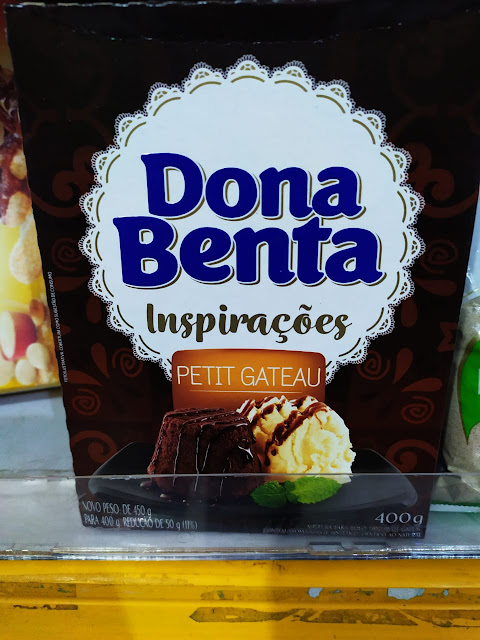 Dona
Benta
Inspirações
PETIT GATEAU
NOVO PESO DE 450 g
PARA 400 g REDUÇÃO DE 50 g (11%)
400g